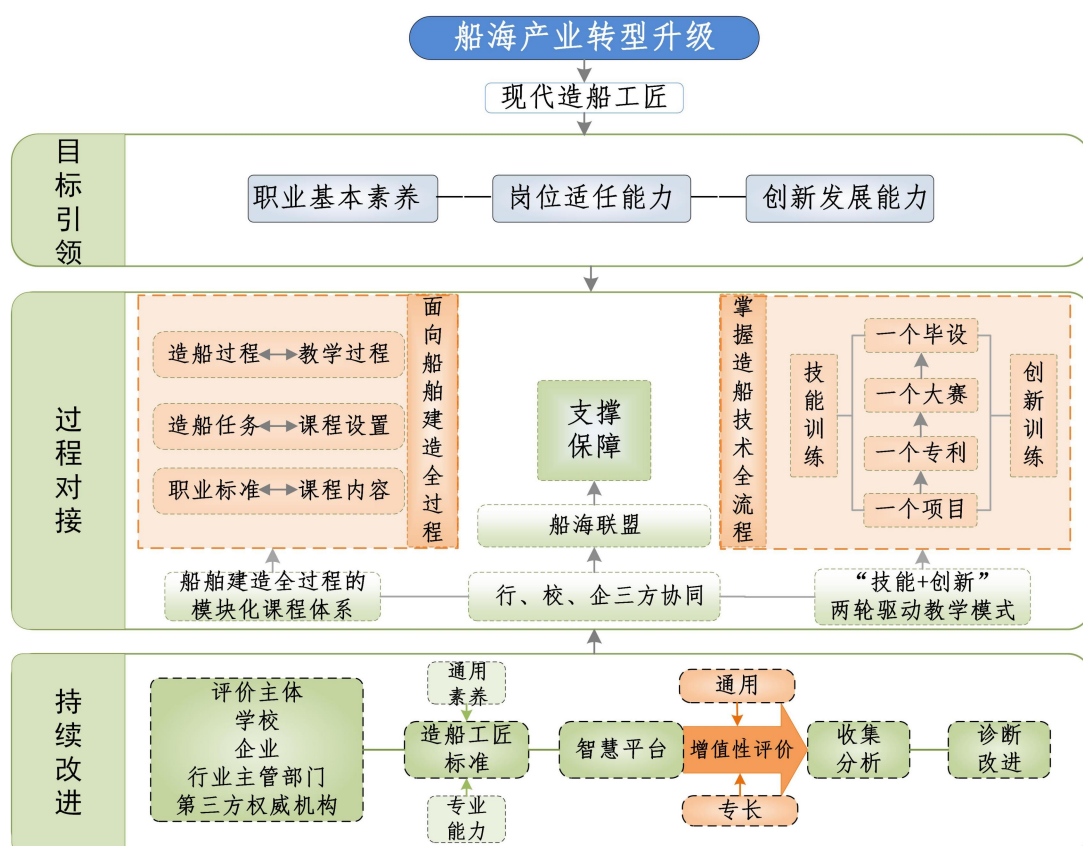 船海产业转型升级
现代造船工匠
目标引领
职业基本素养
岗位适任能力
创新发展能力
过程对接
造船过程
教学过程
造船任务
课程设置
职业标准
课程内容
面向船舶建造全过程
船舶建造全过程的
模块化课程体系
支撑
保障
船海联盟
行、校、企三方协同
掌握造船技术全流程
技能训练
一个毕设
一个大赛
一个专利
一个项目
创新训练
“技能+创新”
两轮驱动教学模式
持续改进
评价主体
学校
企业
行业主管部门
第三方权威机构
通用
素养
造船工匠
标准
专业
能力
智慧平台
通用
增值性评价
专长
收集
分析
诊断
改进